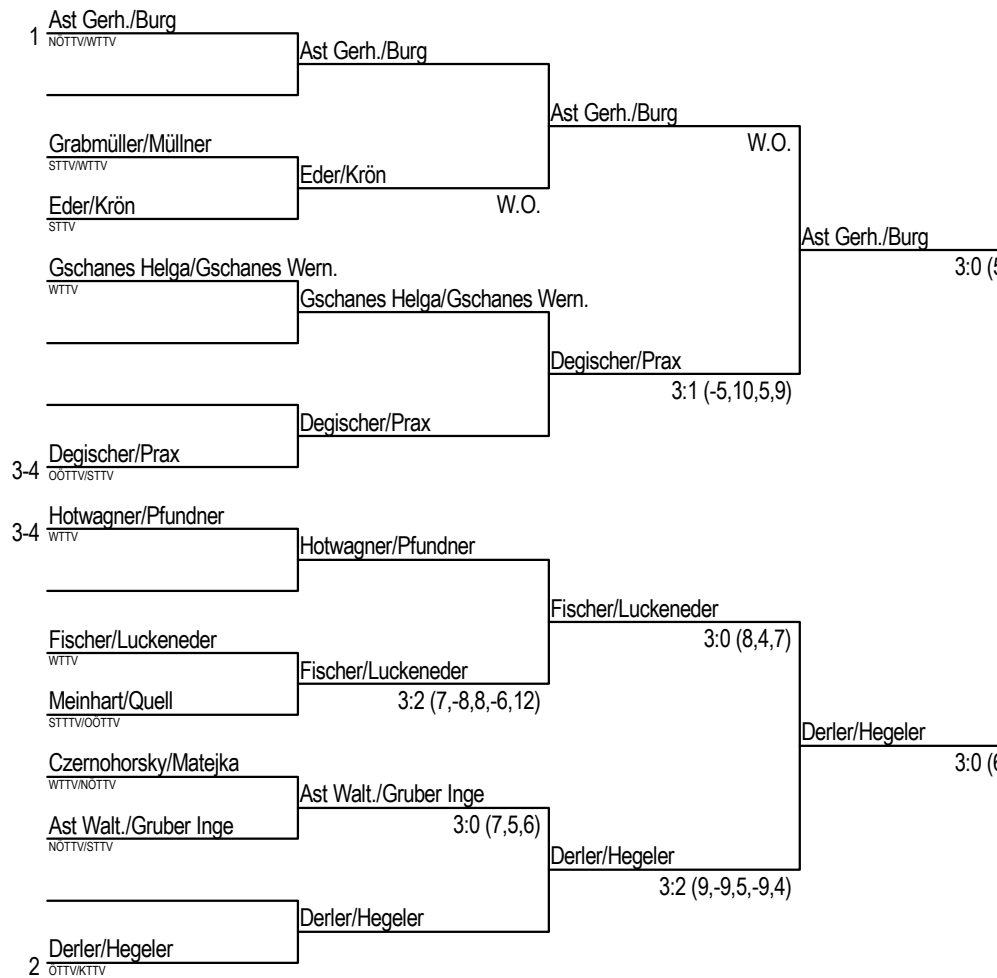 1 Ast Gerh./Burg
NÖTTV/WTTV
Ast Gerh./Burg
Ast Gerh./Burg
W.O.
Grabmüller/Müllner
STTV/WTTV
Eder/Krön
W.O.
Eder/Krön
STTV
Ast Gerh./Burg
3:0 (5
Gschanes Helga/Gschanes Wern.
WTTV
Gschanes Helga/Gschanes Wern.
Degischer/Prax
3:1 (-5,10,5,9)
Degischer/Prax
3-4 Degischer/Prax
OÖTTV/STTV
3-4 Hotwagner/Pfundner
WTTV
Hotwagner/Pfundner
Fischer/Luckeneder
3:0 (8,4,7)
Fischer/Luckeneder
WTTV
Fischer/Luckeneder
3:2 (7,-8,8,-6,12)
Meinhart/Quell
STTTV/OÖTTV
Derler/Hegeler
3:0 (6
Czernohorsky/Matejka
WTTV/NÖTTV
Ast Walt./Gruber Inge
3:0 (7,5,6)
Ast Walt./Gruber Inge
NÖTTV/STTV
Derler/Hegeler
3:2 (9,-9,5,-9,4)
Derler/Hegeler
2 Derler/Hegeler
ÖTTV/KTTV